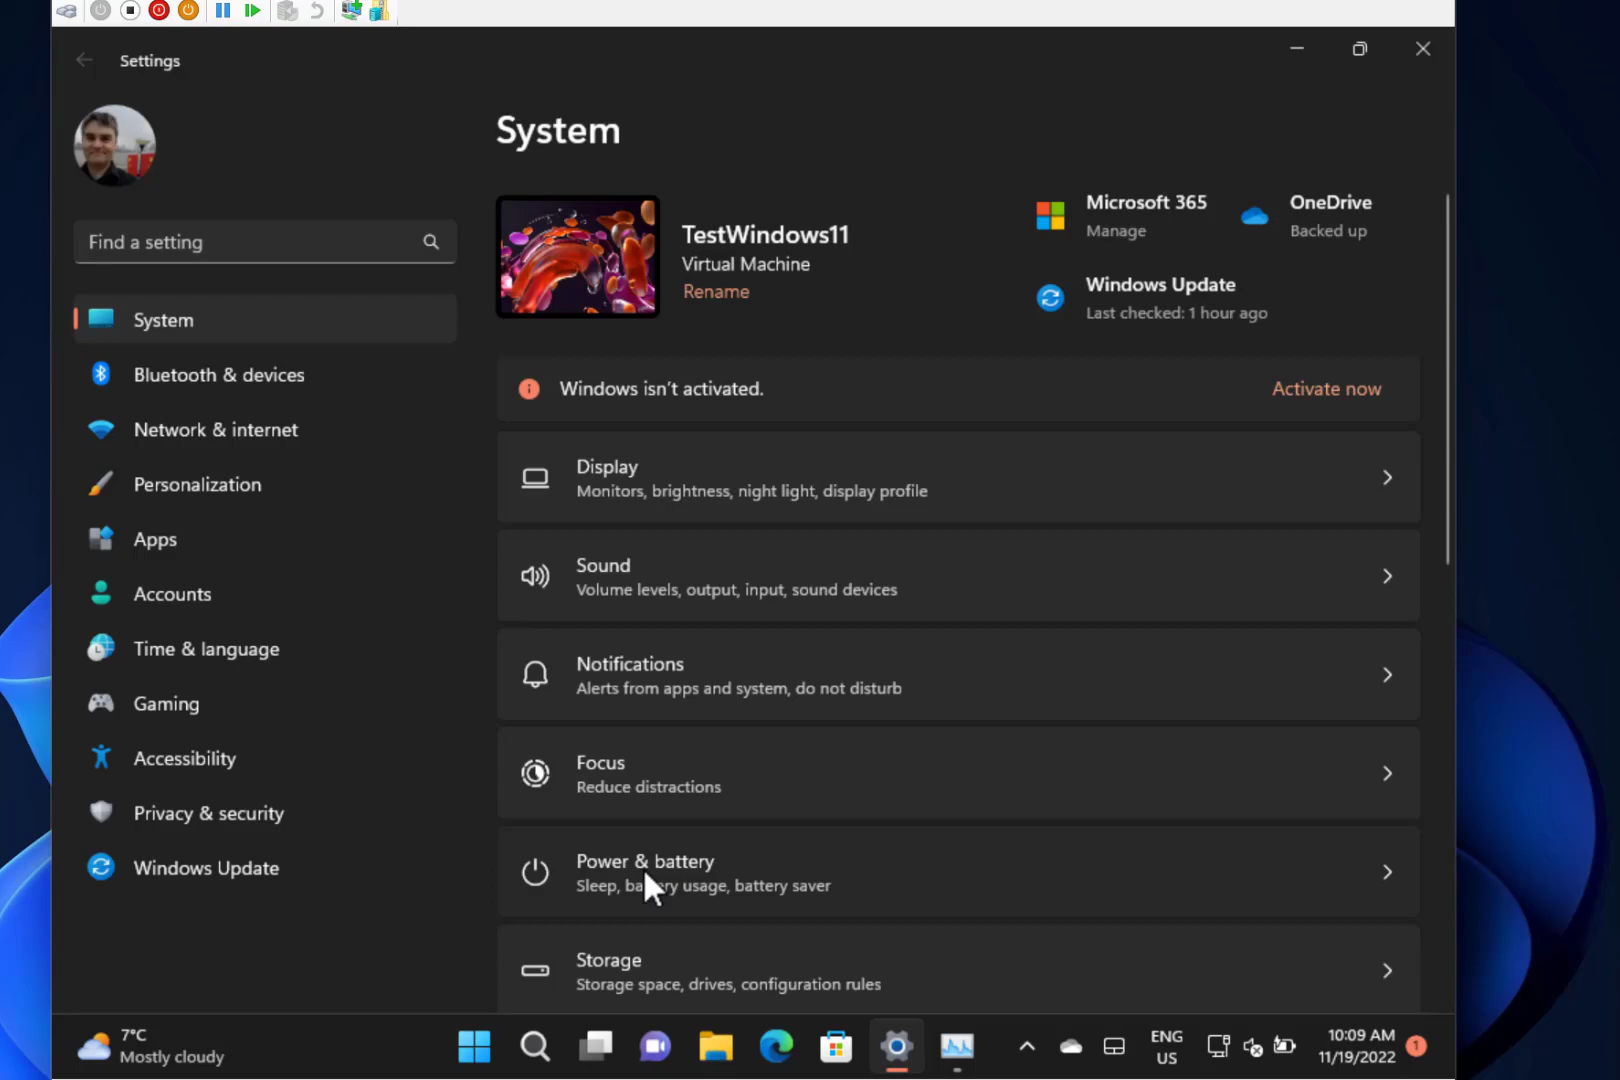 Settings
Find a setting
System
Bluetooth & devices
Network & internet
Personalization
Apps
Accounts
Time & language
Gaming
Accessibility
Privacy & security
Windows Update
System
TestWindows11
Virtual Machine
Rename
Microsoft 365
Manage
OneDrive
Backed up
Windows Update
Last checked: 1 hour ago
Windows isn't activated.
Activate now
Display
Monitors, brightness, night light, display profile
Sound
Volume levels, output, input, sound devices
Notifications
Alerts from apps and system, do not disturb
Focus
Reduce distractions
Power & battery
Sleep, battery usage, battery saver
Storage
Storage space, drives, configuration rules
7°C
Mostly cloudy
ENG
US
10:09 AM
11/19/2022
1